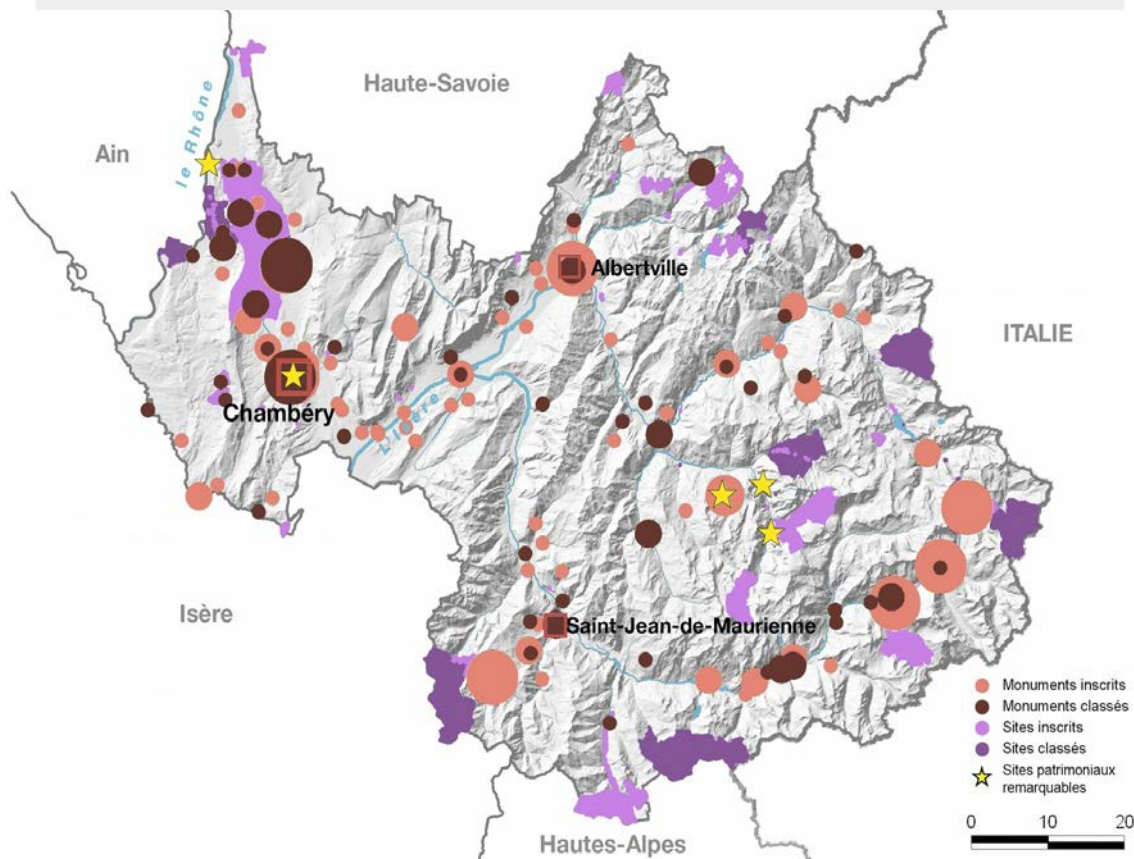 Haute-Savoie
Ain
le Rhône
Albertville
ITALIE
Chambéry
L'Isère
Isère
Saint-Jean-de-Maurienne
Monuments inscrits
Monuments classés
Sites inscrits
Sites classés
Sites patrimoniaux
remarquables
0 10 20
Hautes-Alpes